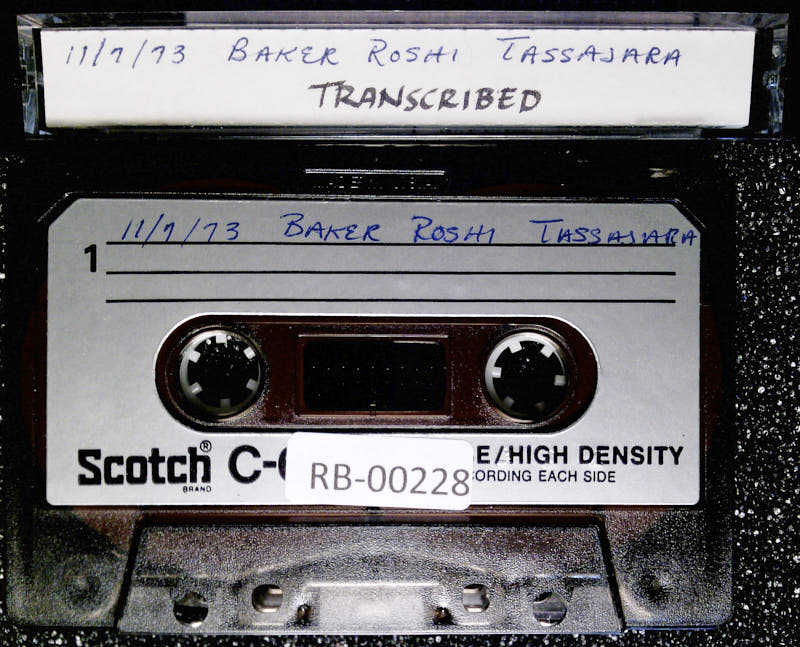 11/7/73 BAKER ROSHI TASSAJARA
TRANSCRIBED
11/7/73 BAKER ROSHI TASSAJARA
1
Scotch® C-6 E/HIGH DENSITY
BRAND ORDING EACH SIDE
RB-00228